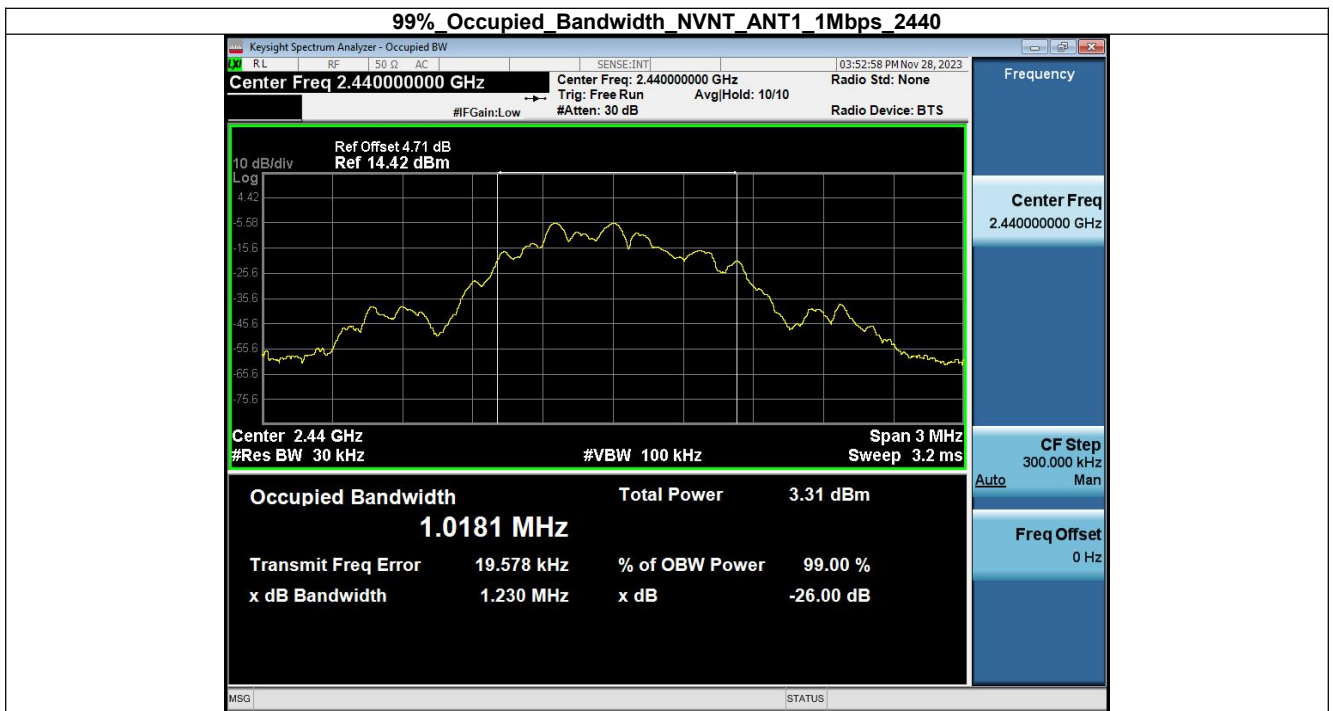 99%_Occupied_Bandwidth_NVNT_ANT1_1Mbps_2440
Keysight Spectrum Analyzer - Occupied BW
LXI RL RF 50 Ω AC SENSE:INT 03:52:58 PM Nov 28, 2023
Center Freq 2.440000000 GHz Center Freq: 2.440000000 GHz Radio Std: None
Trig: Free Run Avg|Hold: 10/10
#IFGain:Low #Atten: 30 dB Radio Device: BTS
Frequency
Ref Offset 4.71 dB
10 dB/div Ref 14.42 dBm
Log
4.42
-5.58
-15.6
-25.6
-35.6
-45.6
-55.6
-65.6
-75.6
Center 2.44 GHz Span 3 MHz
#Res BW 30 kHz #VBW 100 kHz Sweep 3.2 ms
Center Freq
2.440000000 GHz
CF Step
300.000 kHz
Auto Man
Freq Offset
0 Hz
Occupied Bandwidth Total Power 3.31 dBm
1.0181 MHz
Transmit Freq Error 19.578 kHz % of OBW Power 99.00 %
x dB Bandwidth 1.230 MHz x dB -26.00 dB
MSG STATUS